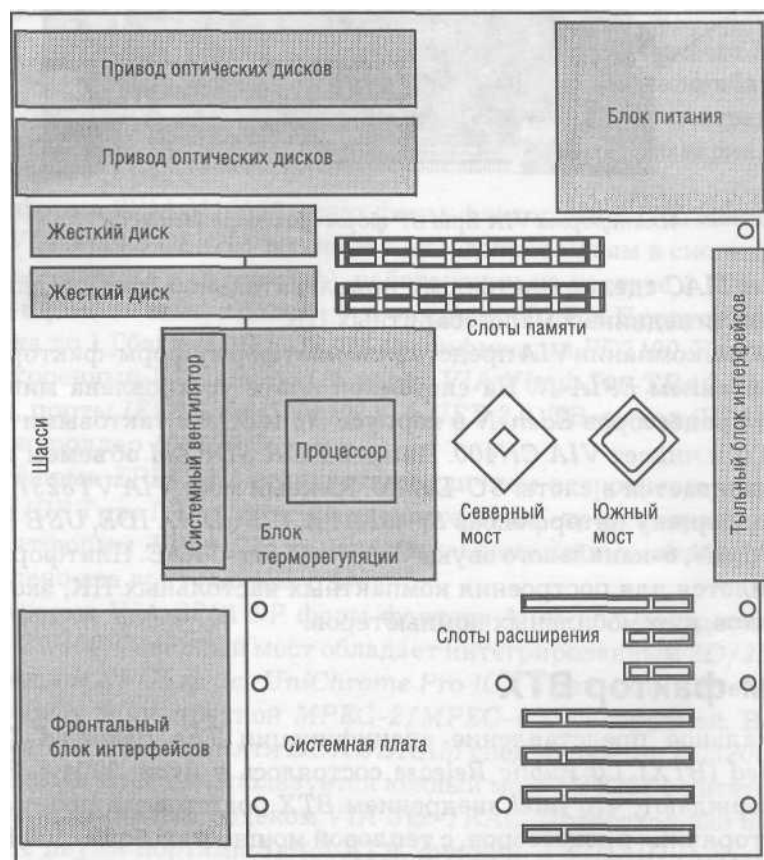 Привод оптических дисков
Блок питания
Привод оптических дисков
Жесткий диск
Жесткий диск
Слоты памяти
Шасси
Системный вентилятор
Процессор
Блок
терморегуляции
Северный
мост
Южный
мост
Тыльный блок интерфейсов
Слоты расширения
Фронтальный
блок интерфейсов
Системная плата